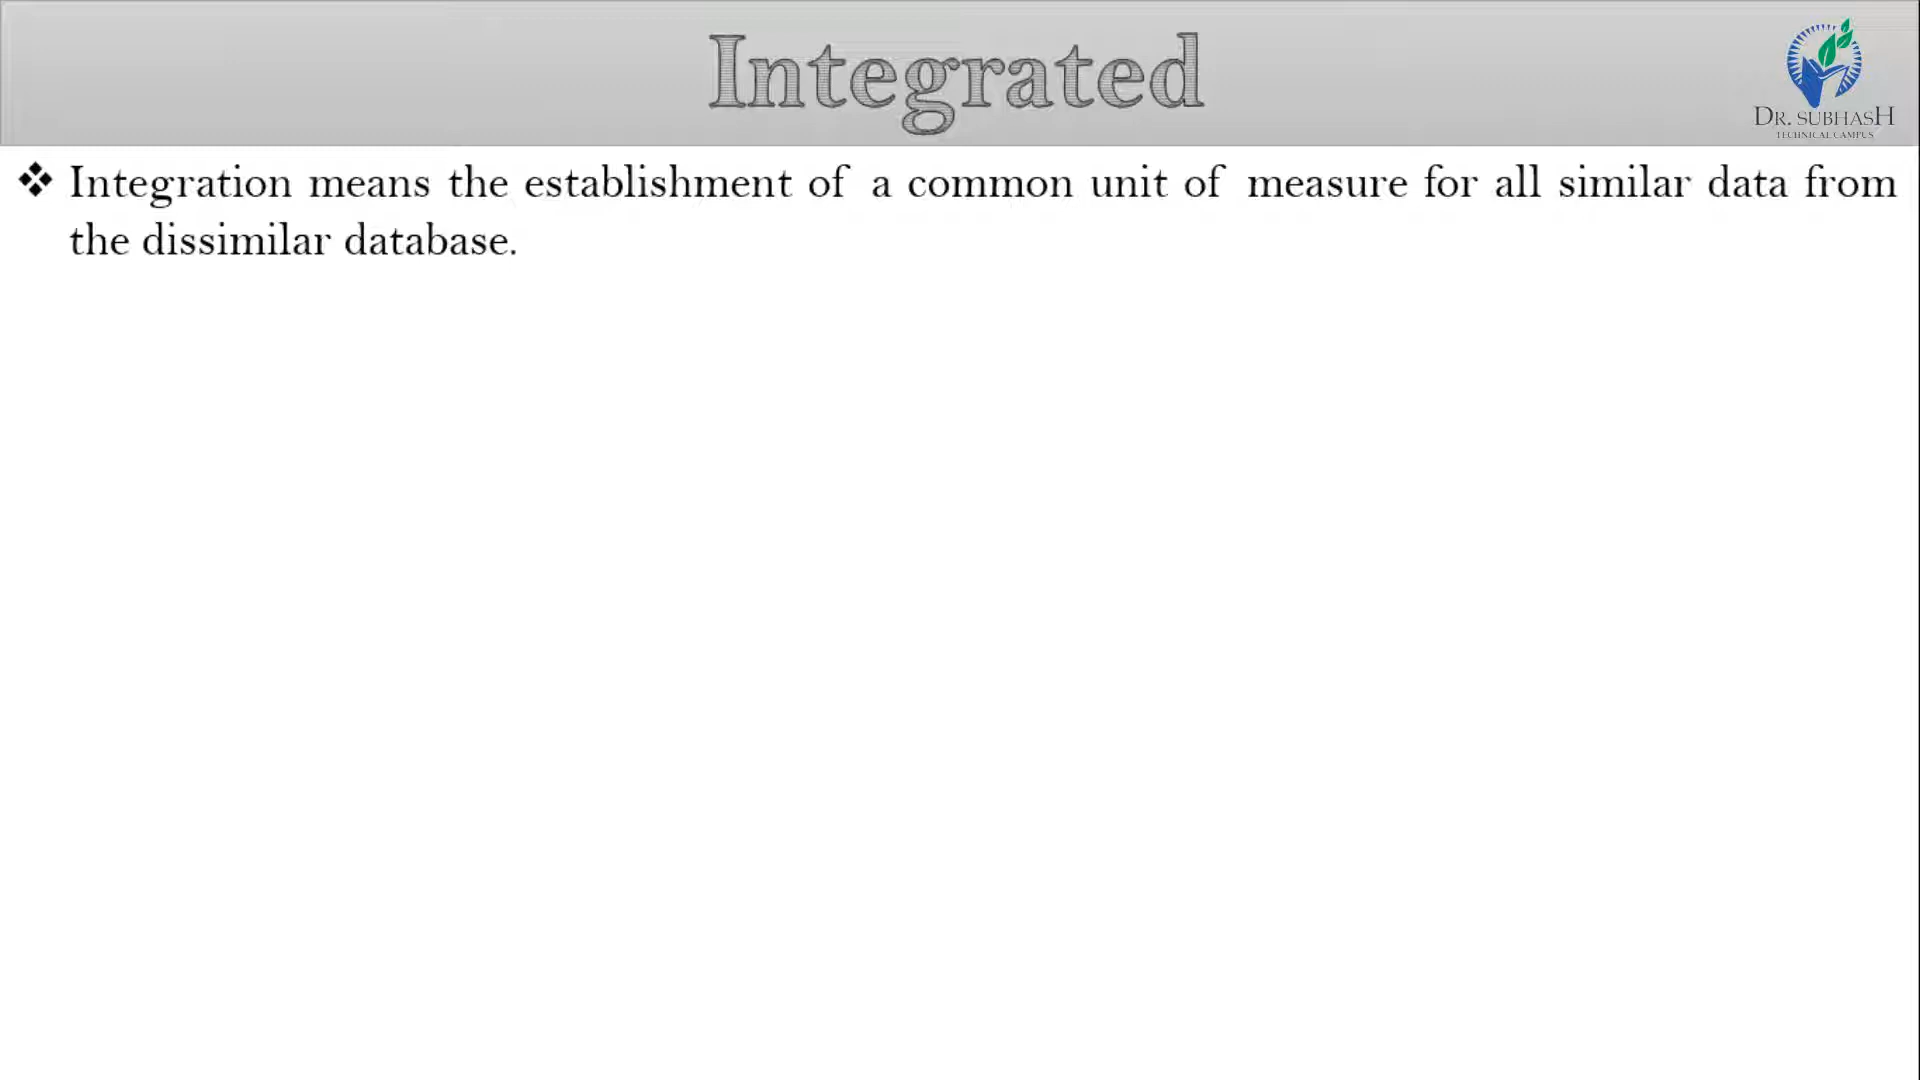 Integrated
DR. SUBHASH
TECHNICAL CAMPUS
❖ Integration means the establishment of a common unit of measure for all similar data from
the dissimilar database.